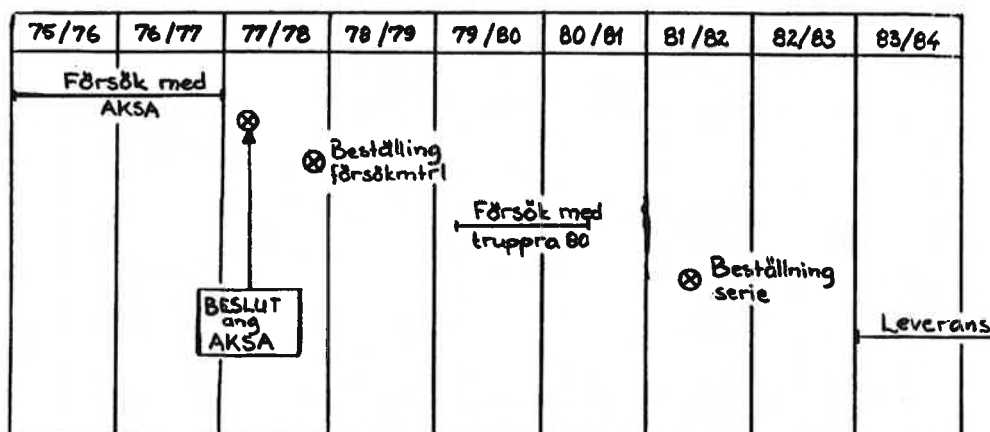 75/76 76/77 77/78 78/79 79/80 80/81 81/82 82/83 83/84
Försök med
AKSA
Beställing
försökmtrl
Försök med
truppra 80
Beställning
serie
BESLUT
ang
AKSA
Leverans